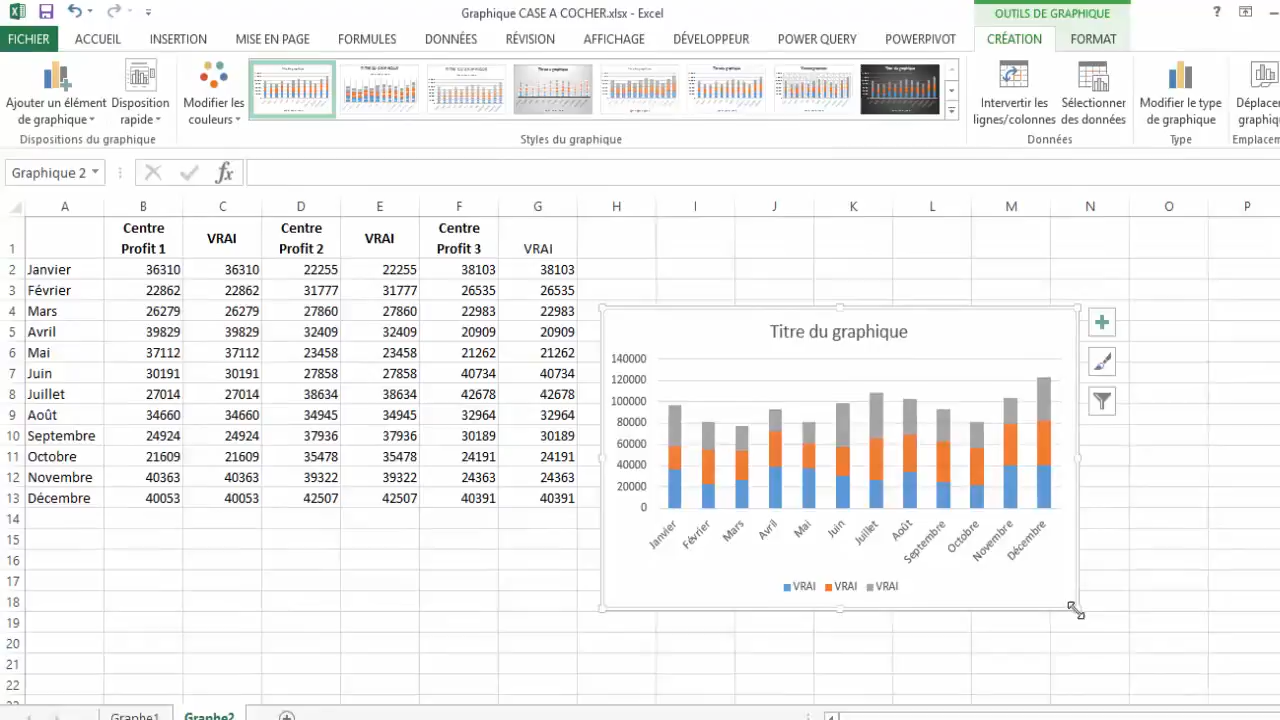 Graphique CASE A COCHER.xlsx - Excel
OUTILS DE GRAPHIQUE
?
FICHIER ACCUEIL INSERTION MISE EN PAGE FORMULES DONNÉES RÉVISION AFFICHAGE DÉVELOPPEUR POWER QUERY POWERPIVOT CRÉATION FORMAT
Ajouter un élément de graphique
Disposition rapide
Modifier les couleurs
Intervertir les lignes/colonnes
Sélectionner des données
Modifier le type de graphique
Déplace graphiq
Dispositions du graphique
Styles du graphique
Données
Type
Emplacem
Graphique 2
fx
A B C D E F G H I J K L M N O P
1 Centre Profit 1 VRAI Centre Profit 2 VRAI Centre Profit 3 VRAI
2 Janvier 36310 36310 22255 22255 38103 38103
3 Février 22862 22862 31777 31777 26535 26535
4 Mars 26279 26279 27860 27860 22983 22983
5 Avril 39829 39829 32409 32409 20909 20909
6 Mai 37112 37112 23458 23458 21262 21262
7 Juin 30191 30191 27858 27858 40734 40734
8 Juillet 27014 27014 38634 38634 42678 42678
9 Août 34660 34660 34945 34945 32964 32964
10 Septembre 24924 24924 37936 37936 30189 30189
11 Octobre 21609 21609 35478 35478 24191 24191
12 Novembre 40363 40363 39322 39322 24363 24363
13 Décembre 40053 40053 42507 42507 40391 40391
14
15
16
17
18
19
20
21
22
Titre du graphique
140000
120000
100000
80000
60000
40000
20000
0
Janvier Février Mars Avril Mai Juin Juillet Août Septembre Octobre Novembre Décembre
VRAI VRAI VRAI
Graphe1 Graphe2